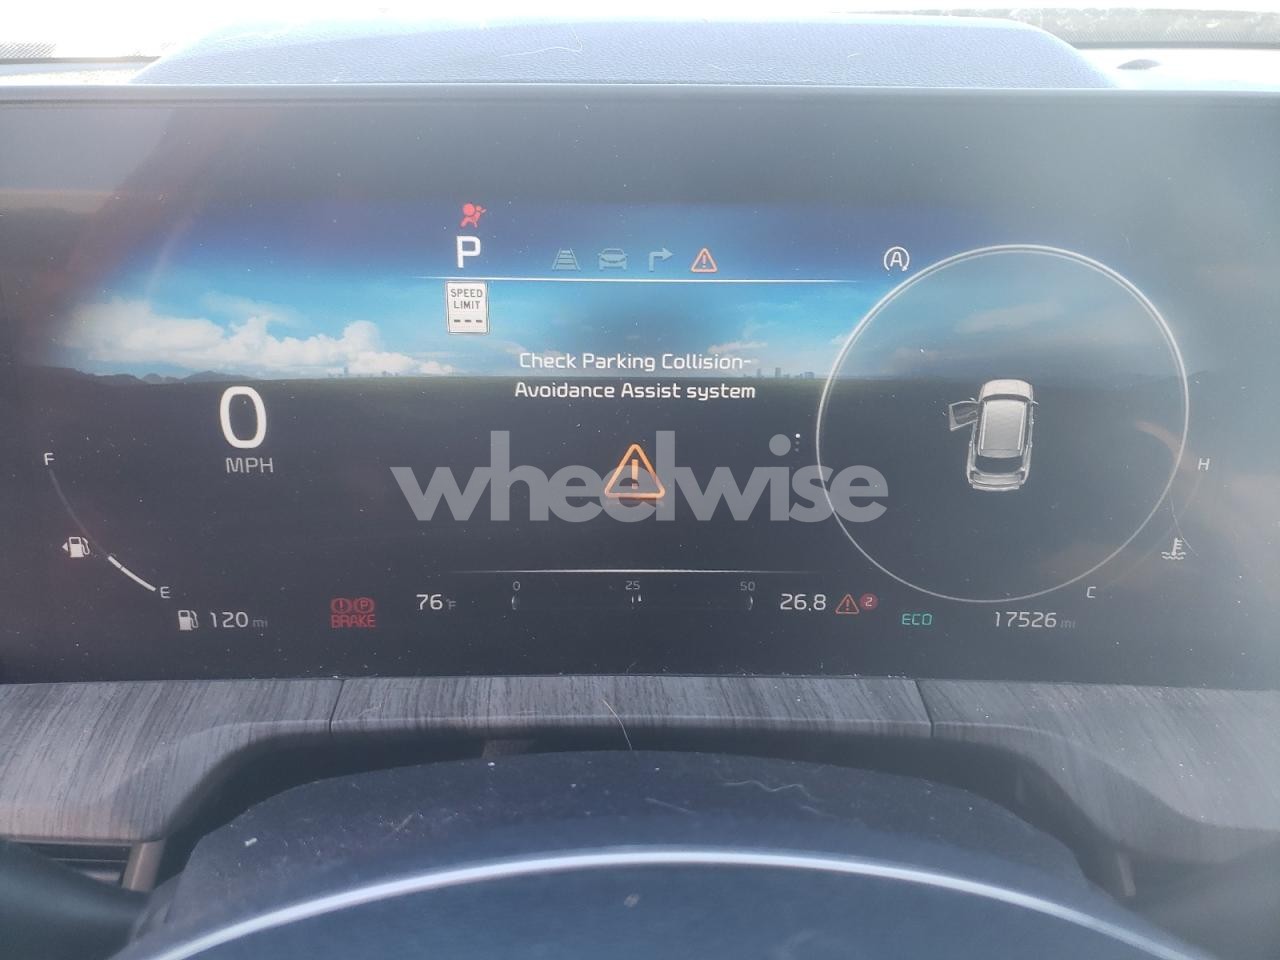 P
A
SPEED
LIMIT
---
Check Parking Collision-
Avoidance Assist system
0
MPH
F
H
wheelwise
E
C
0 25 50
120 mi
BRAKE
P
76°F
26.8
2
ECO
17526 mi